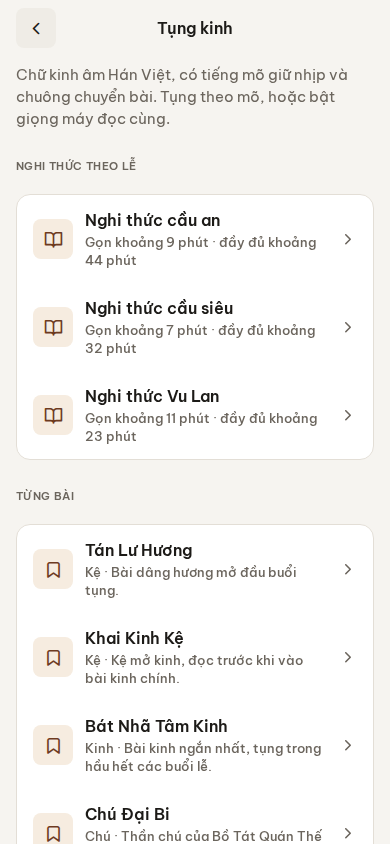 Tụng kinh
Chữ kinh âm Hán Việt, có tiếng mõ giữ nhịp và
chuông chuyển bài. Tụng theo mõ, hoặc bật
giọng máy đọc cùng.
NGHI THỨC THEO LỄ
Nghi thức cầu an
Gọn khoảng 9 phút · đầy đủ khoảng
44 phút
Nghi thức cầu siêu
Gọn khoảng 7 phút · đầy đủ khoảng
32 phút
Nghi thức Vu Lan
Gọn khoảng 11 phút · đầy đủ khoảng
23 phút
TỪNG BÀI
Tán Lư Hương
Kệ · Bài dâng hương mở đầu buổi
tụng.
Khai Kinh Kệ
Kệ · Kệ mở kinh, đọc trước khi vào
bài kinh chính.
Bát Nhã Tâm Kinh
Kinh · Bài kinh ngắn nhất, tụng trong
hầu hết các buổi lễ.
Chú Đại Bi
Chú · Thần chú của Bồ Tát Quán Thế